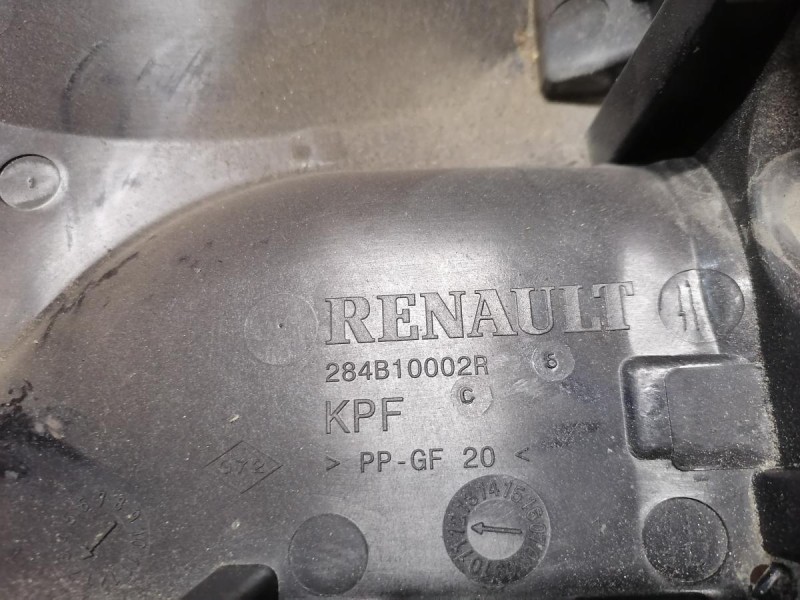 RENAULT
284B10002R 5
KPF C
> PP-GF 20 <